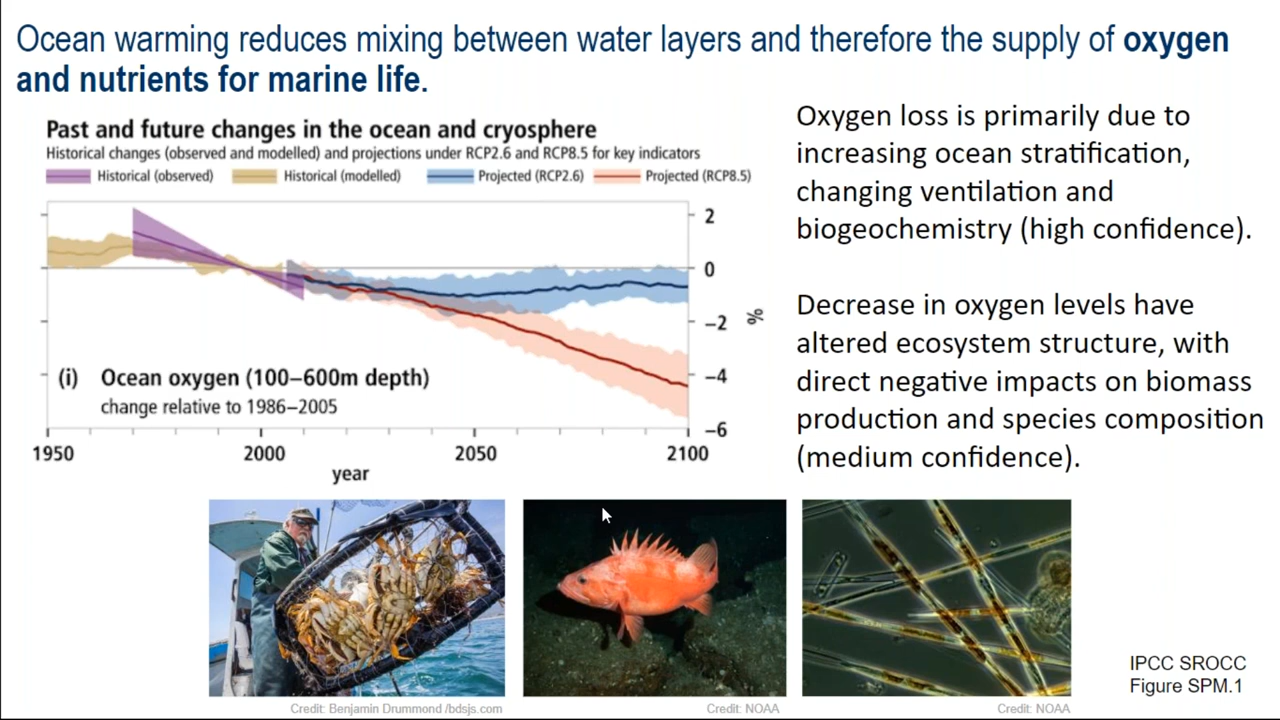 Ocean warming reduces mixing between water layers and therefore the supply of oxygen
and nutrients for marine life.
Past and future changes in the ocean and cryosphere
Historical changes (observed and modelled) and projections under RCP2.6 and RCP8.5 for key indicators
Historical (observed) Historical (modelled) Projected (RCP2.6) Projected (RCP8.5)
2
0
−2
−4
−6
%
(i) Ocean oxygen (100–600m depth)
change relative to 1986–2005
1950 2000 2050 2100
year
Oxygen loss is primarily due to
increasing ocean stratification,
changing ventilation and
biogeochemistry (high confidence).
Decrease in oxygen levels have
altered ecosystem structure, with
direct negative impacts on biomass
production and species composition
(medium confidence).
Credit: Benjamin Drummond /bdsjs.com
Credit: NOAA
Credit: NOAA
IPCC SROCC
Figure SPM.1